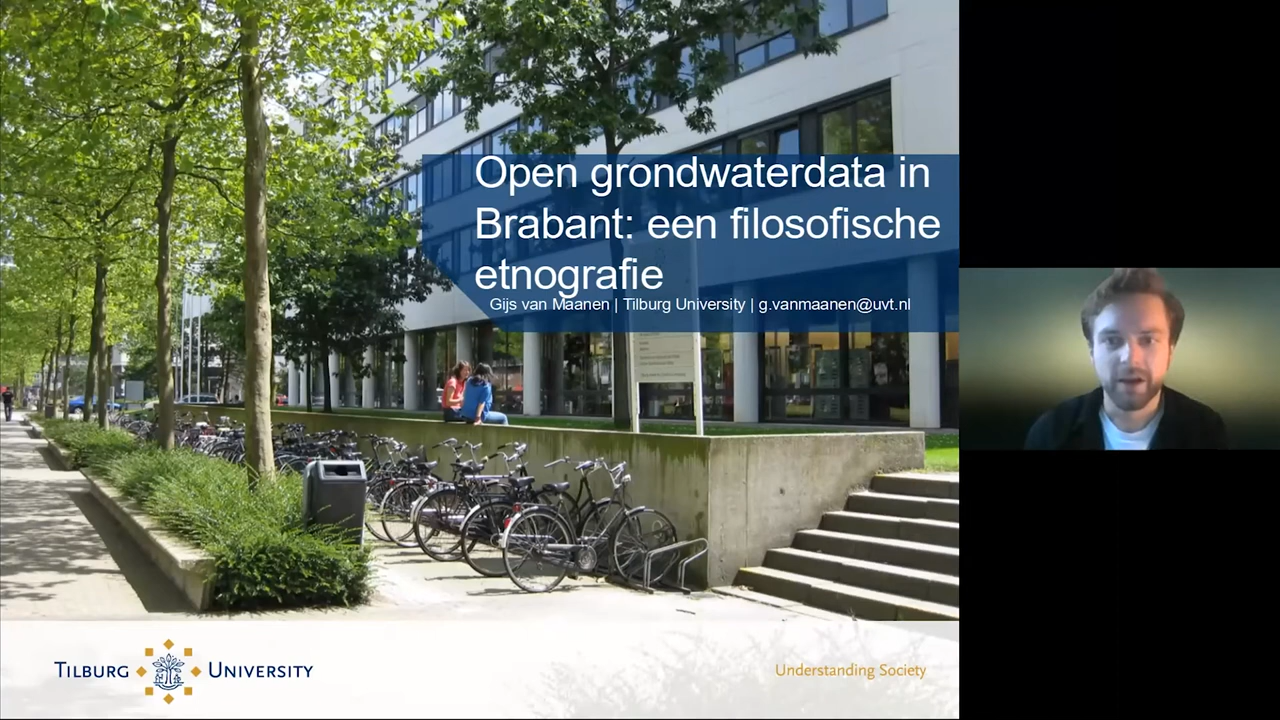 Open grondwaterdata in
Brabant: een filosofische
etnografie
Gijs van Maanen | Tilburg University | g.vanmaanen@uvt.nl
TILBURG UNIVERSITY
Understanding Society